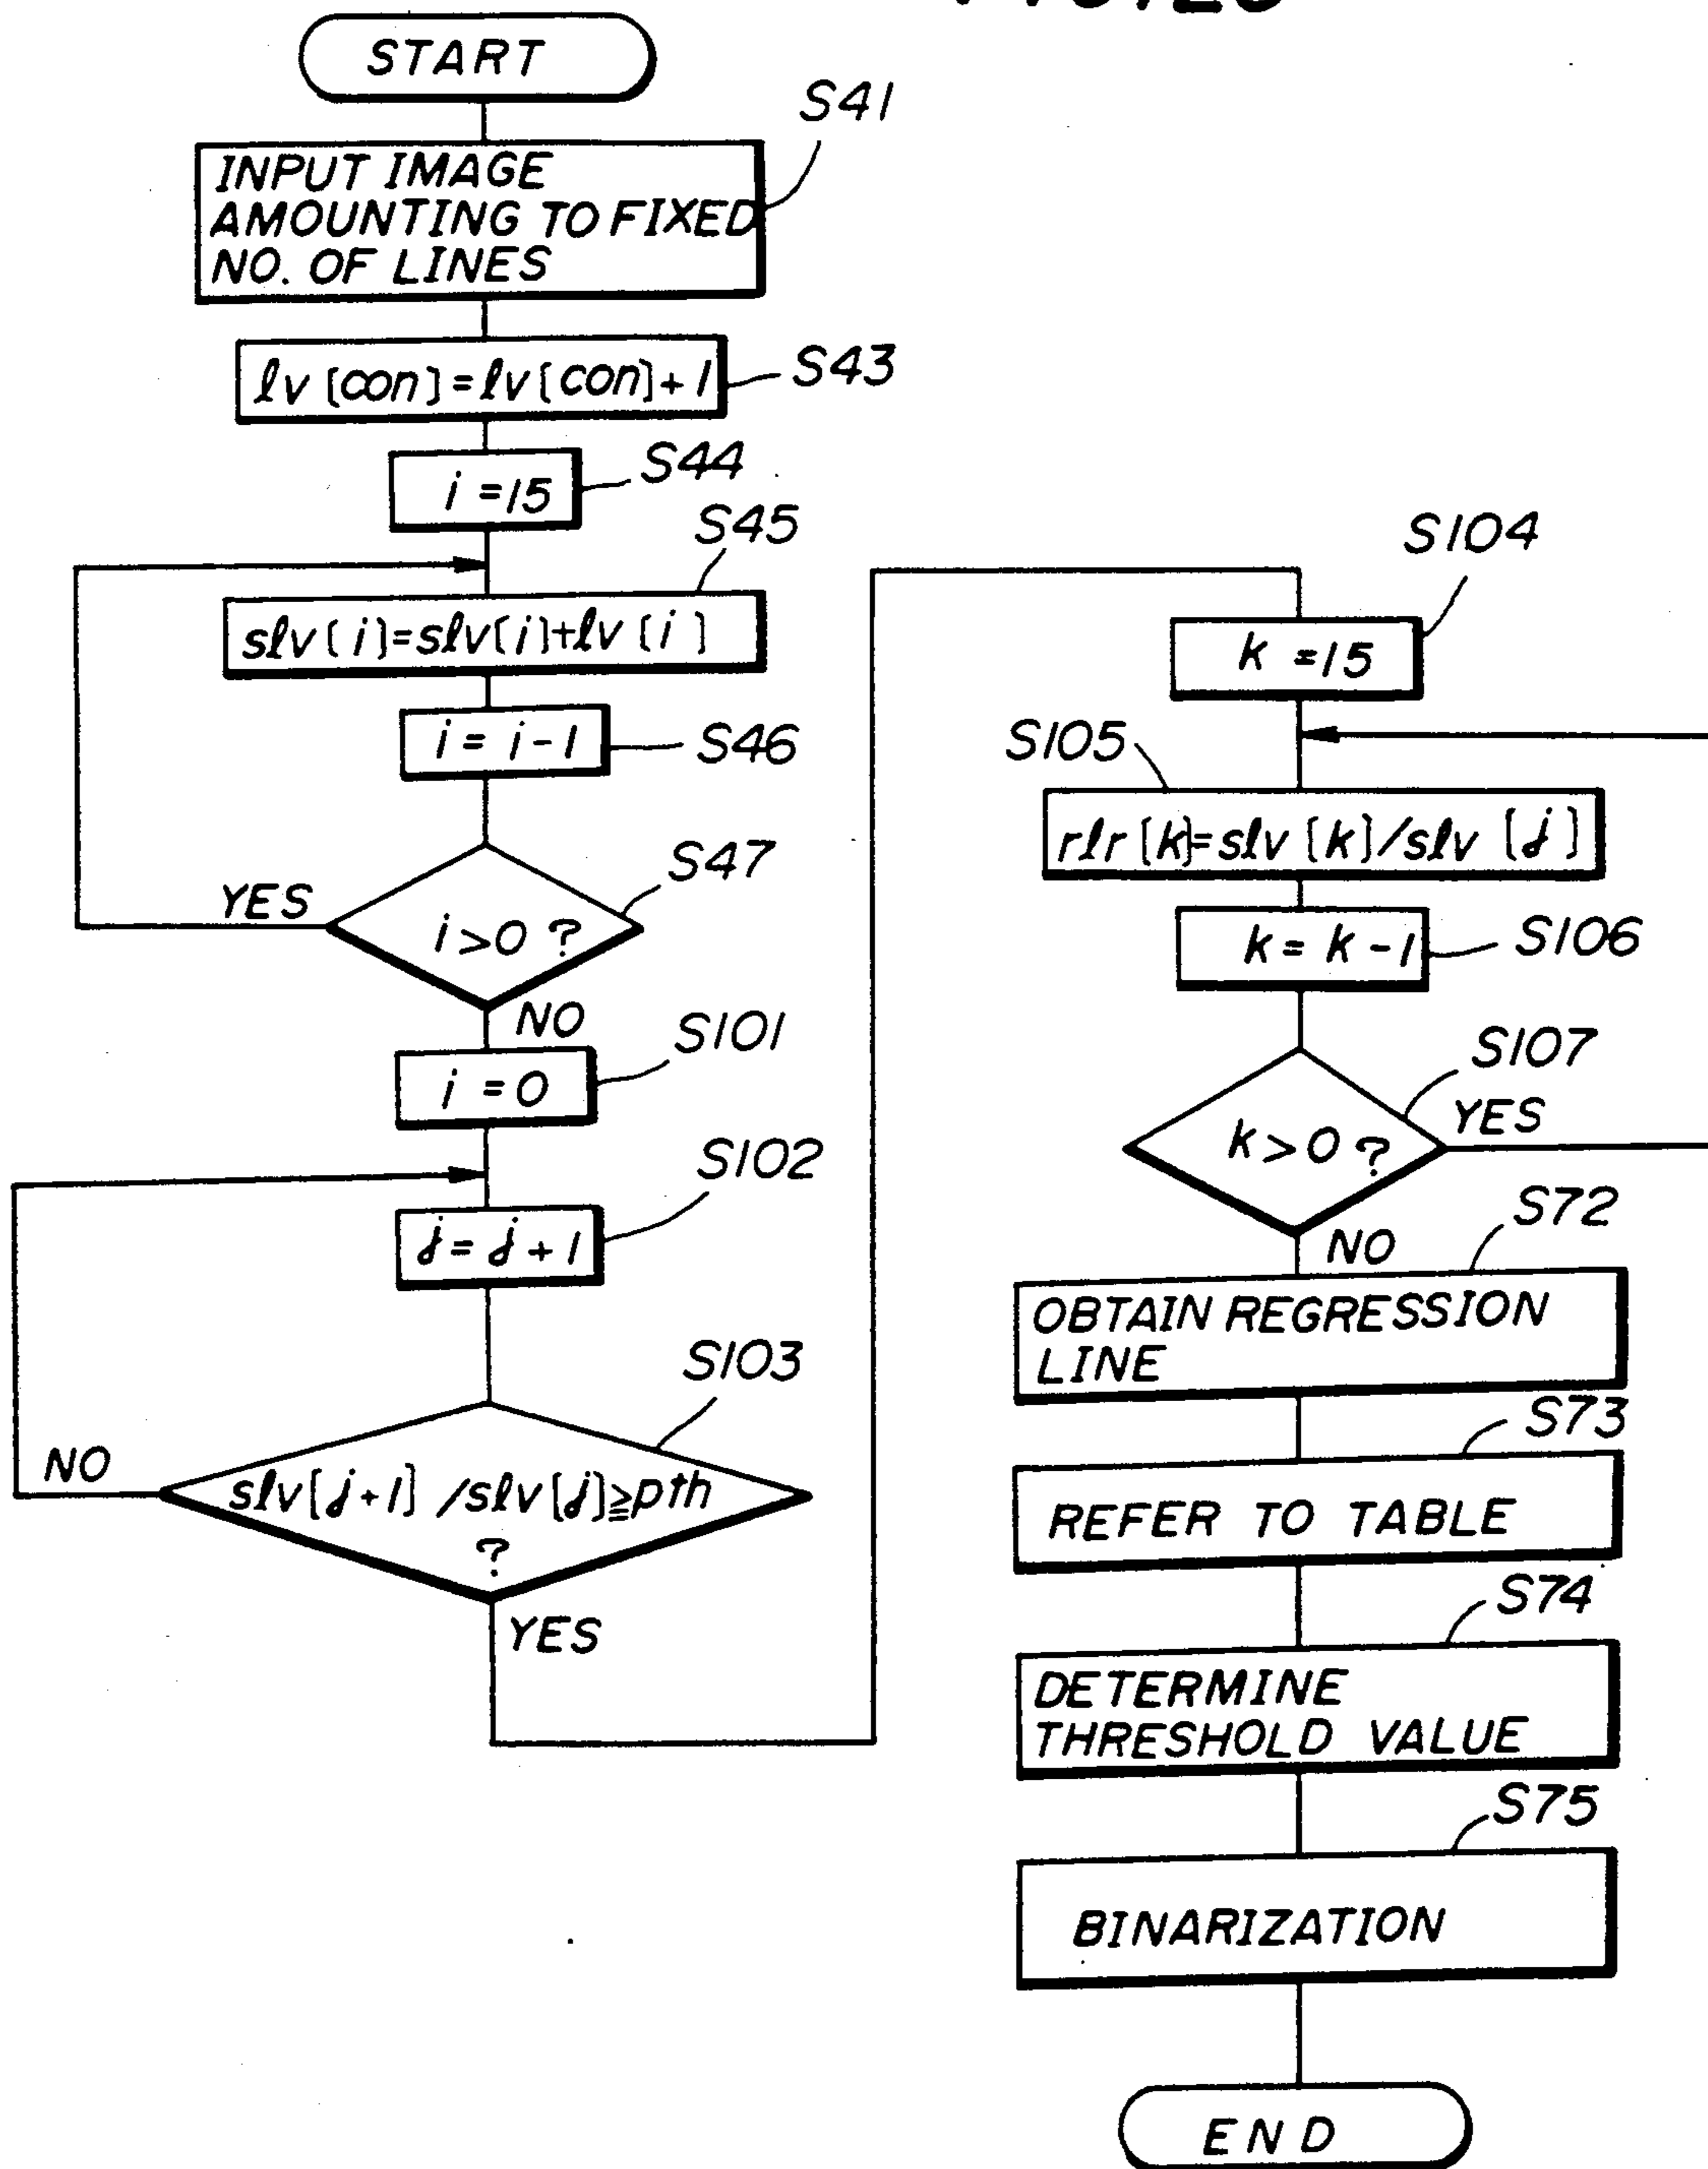 START
S41
INPUT IMAGE
AMOUNTING TO FIXED
NO. OF LINES
ℓv [con] = ℓv [con] + 1
S43
i = 15
S44
S45
sℓv [i] = sℓv [i] + ℓv [i]
i = i - 1
S46
S47
YES
i > 0 ?
NO
S101
i = 0
S102
j = j + 1
S103
NO
sℓv [j + 1] / sℓv [j] ≧ pth
?
YES
S104
k = 15
S105
rℓr [k] = sℓv [k] / sℓv [j]
k = k - 1
S106
S107
YES
k > 0 ?
NO
S72
OBTAIN REGRESSION
LINE
S73
REFER TO TABLE
S74
DETERMINE
THRESHOLD VALUE
S75
BINARIZATION
END